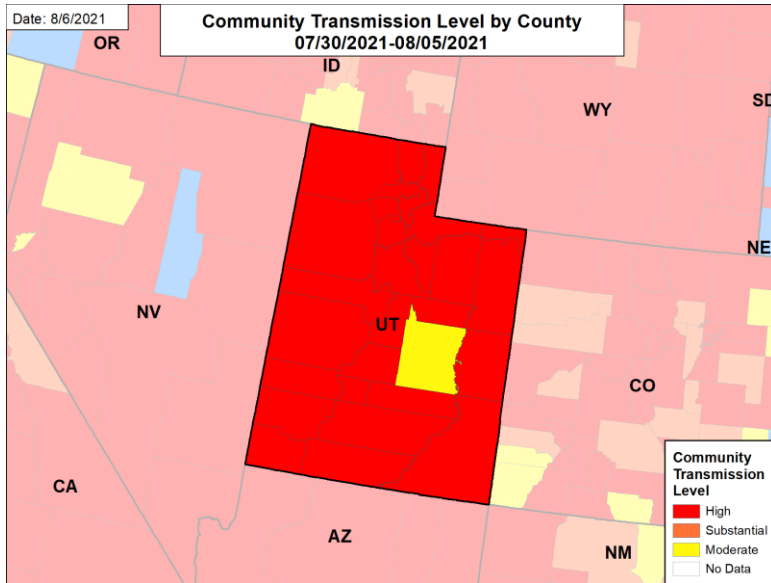 Date: 8/6/2021
Community Transmission Level by County
07/30/2021-08/05/2021
OR
ID
WY
SD
NE
NV
UT
CO
CA
AZ
NM
Community
Transmission
Level
High
Substantial
Moderate
No Data